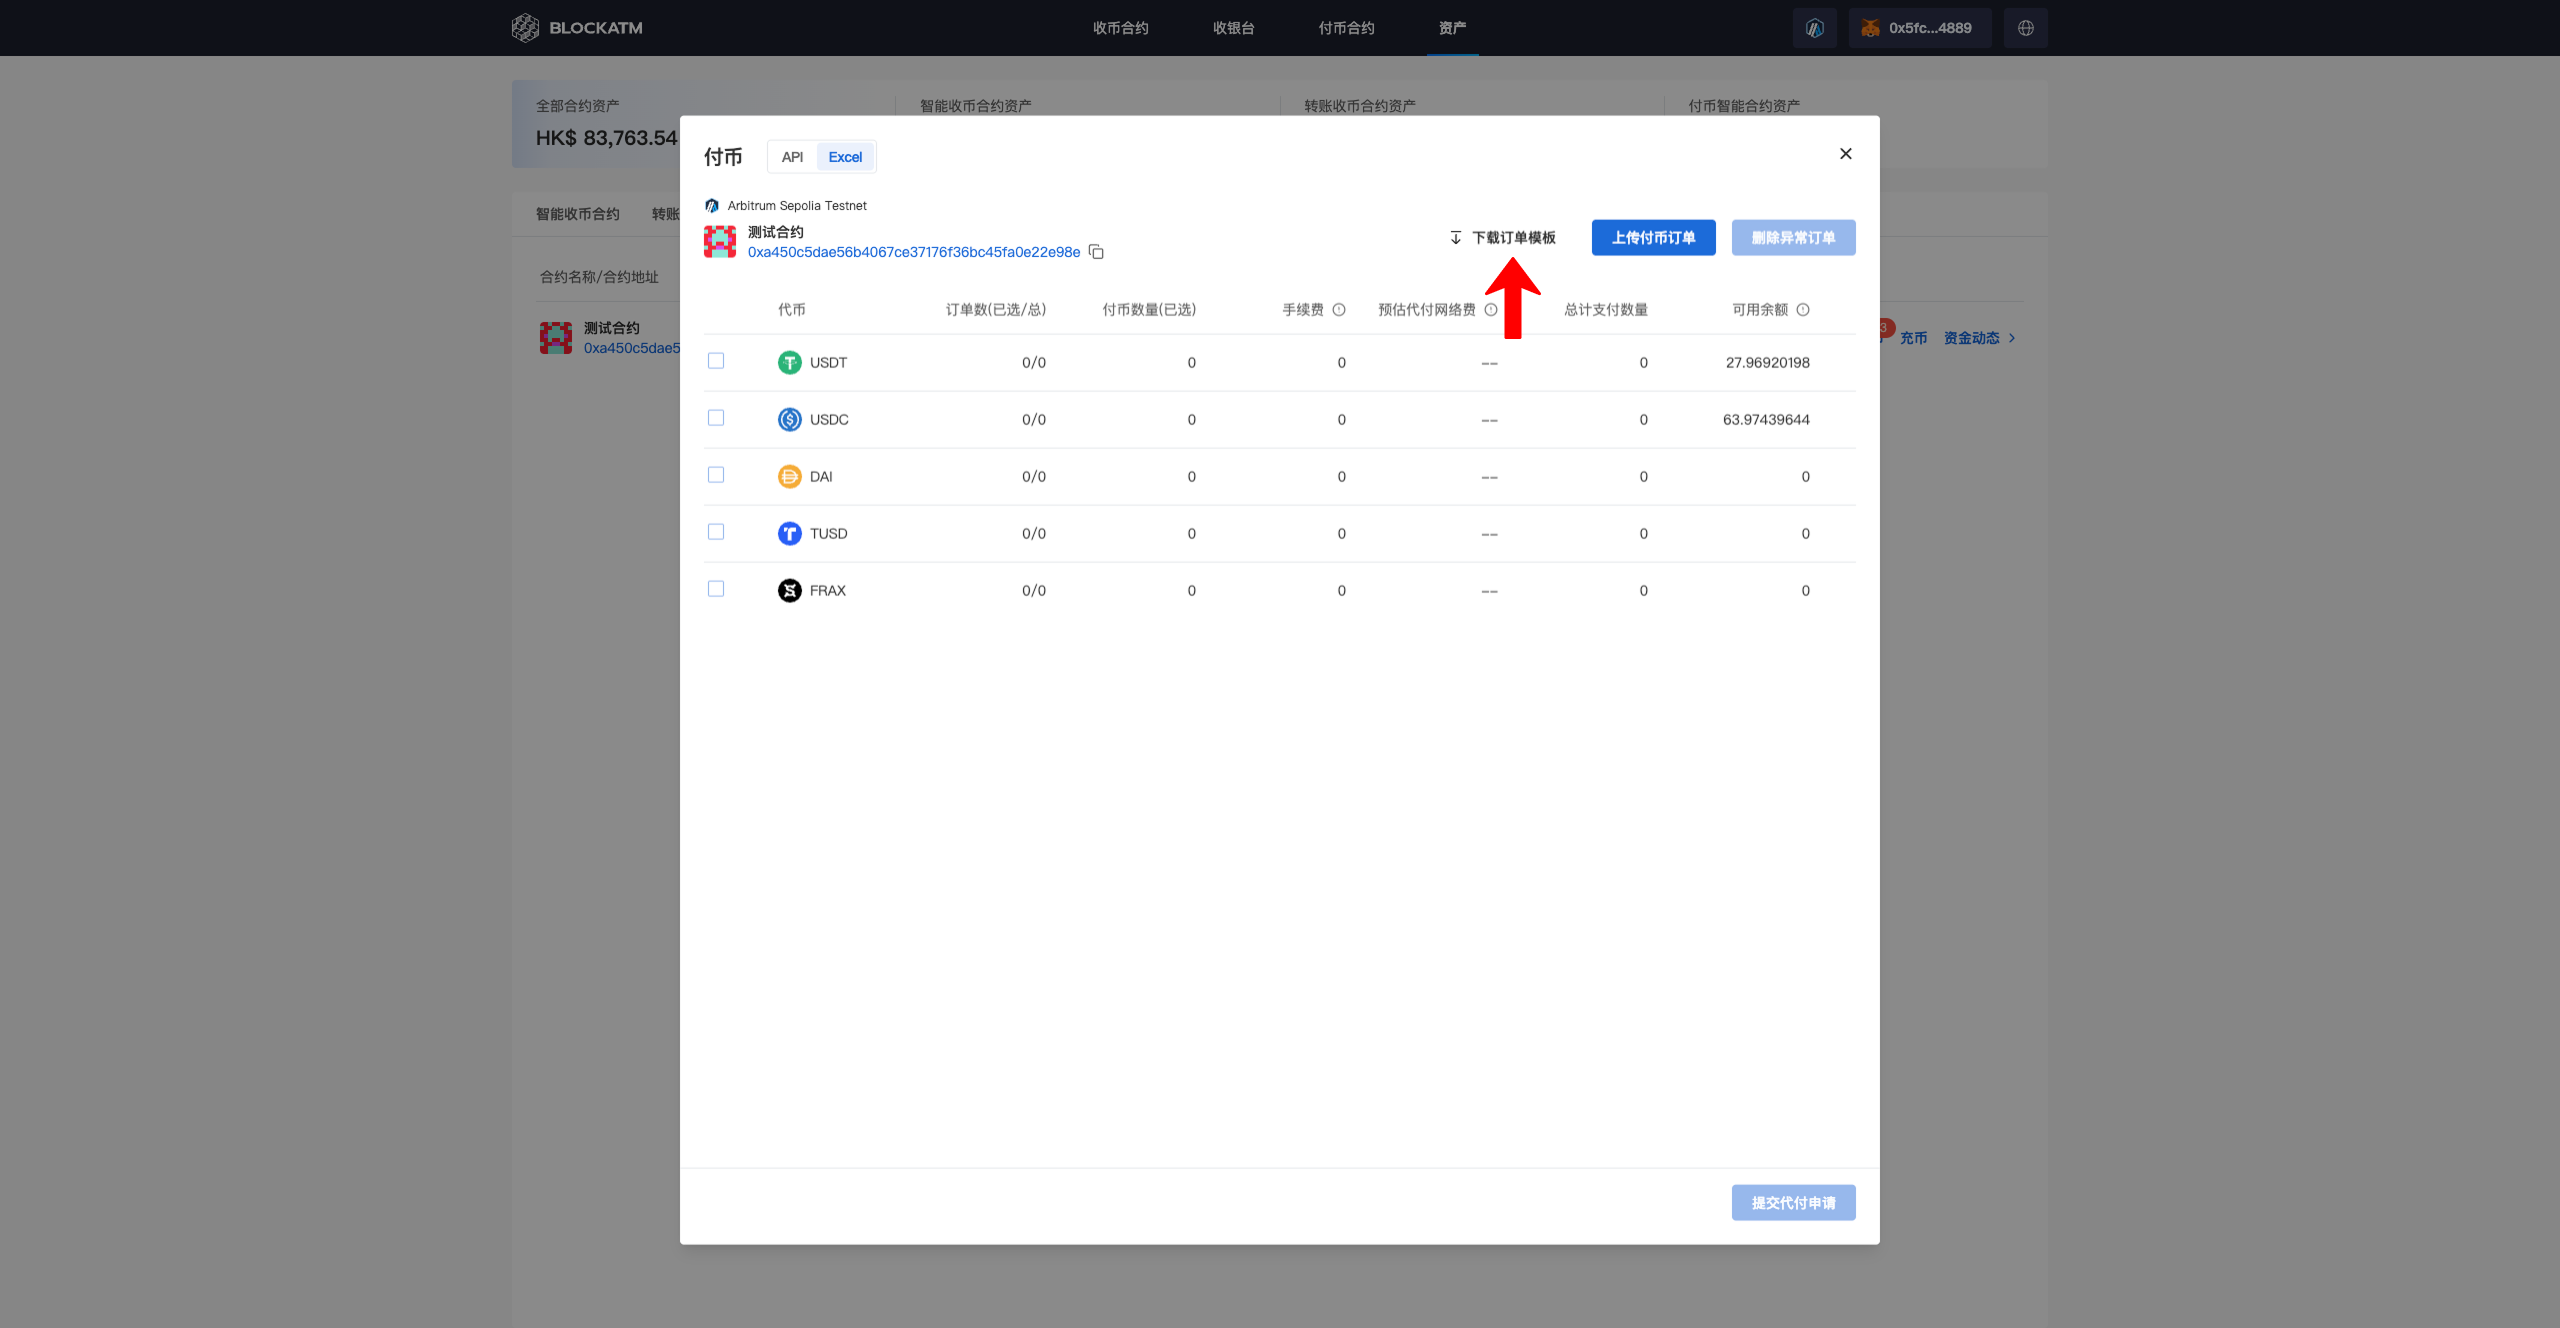 BLOCKATM
收币合约
收银台
付币合约
资产
0x5fc...4889
全部合约资产
智能收币合约资产
转账收币合约资产
付币智能合约资产
HK$ 83,763.54
付币
API
Excel
Arbitrum Sepolia Testnet
智能收币合约
转账
测试合约
0xa450c5dae56b4067ce37176f36bc45fa0e22e98e
下载订单模板
上传付币订单
删除异常订单
合约名称/合约地址
代币
订单数(已选/总)
付币数量(已选)
手续费
预估代付网络费
总计支付数量
可用余额
测试合约
0xa450c5dae5
3
充币
资金动态
USDT 0/0 0 0 -- 0 27.96920198
USDC 0/0 0 0 -- 0 63.97439644
DAI 0/0 0 0 -- 0 0
TUSD 0/0 0 0 -- 0 0
FRAX 0/0 0 0 -- 0 0
提交代付申请